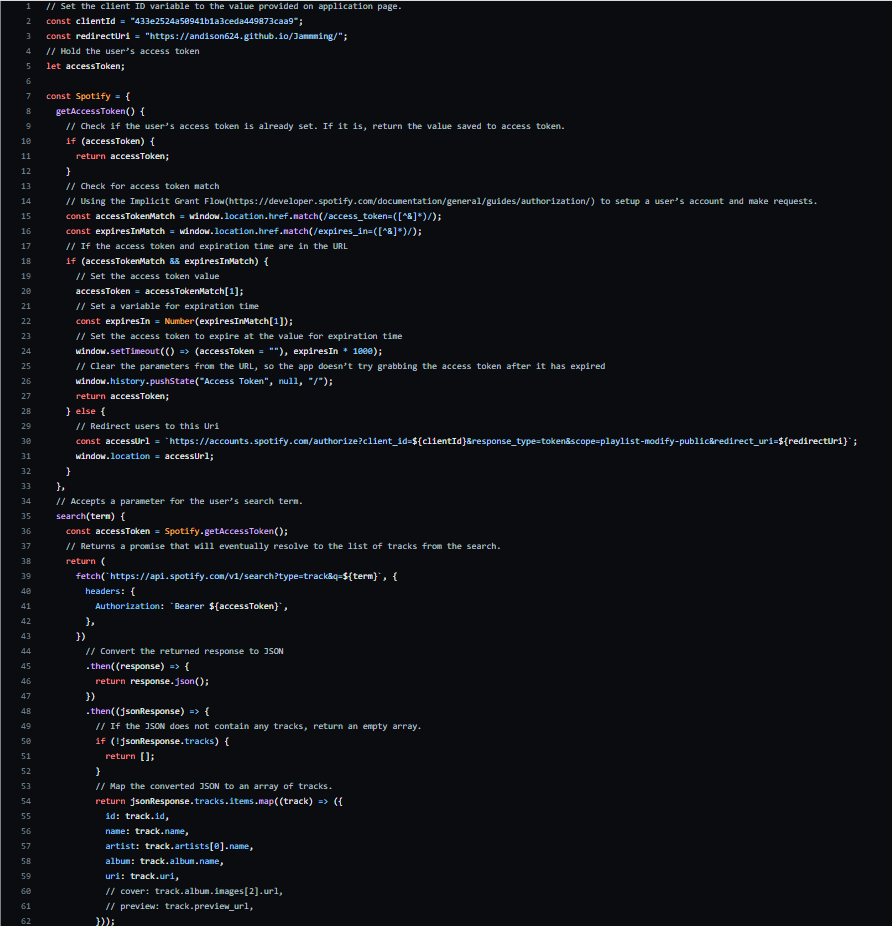 1 // Set the client ID variable to the value provided on application page.
2 const clientId = "433e2524a50941b1a3ceda449873caa9";
3 const redirectUri = "https://andison624.github.io/Jammming/";
4 // Hold the user’s access token
5 let accessToken;
6
7 const Spotify = {
8 getAccessToken() {
9 // Check if the user’s access token is already set. If it is, return the value saved to access token.
10 if (accessToken) {
11 return accessToken;
12 }
13 // Check for access token match
14 // Using the Implicit Grant Flow(https://developer.spotify.com/documentation/general/guides/authorization/) to setup a user’s account and make requests.
15 const accessTokenMatch = window.location.href.match(/access_token=([^&]*)/);
16 const expiresInMatch = window.location.href.match(/expires_in=([^&]*)/);
17 // If the access token and expiration time are in the URL
18 if (accessTokenMatch && expiresInMatch) {
19 // Set the access token value
20 accessToken = accessTokenMatch[1];
21 // Set a variable for expiration time
22 const expiresIn = Number(expiresInMatch[1]);
23 // Set the access token to expire at the value for expiration time
24 window.setTimeout(() => (accessToken = ""), expiresIn * 1000);
25 // Clear the parameters from the URL, so the app doesn’t try grabbing the access token after it has expired
26 window.history.pushState("Access Token", null, "/");
27 return accessToken;
28 } else {
29 // Redirect users to this Uri
30 const accessUrl = `https://accounts.spotify.com/authorize?client_id=${clientId}&response_type=token&scope=playlist-modify-public&redirect_uri=${redirectUri}`;
31 window.location = accessUrl;
32 }
33 },
34 // Accepts a parameter for the user’s search term.
35 search(term) {
36 const accessToken = Spotify.getAccessToken();
37 // Returns a promise that will eventually resolve to the list of tracks from the search.
38 return (
39 fetch(`https://api.spotify.com/v1/search?type=track&q=${term}`, {
40 headers: {
41 Authorization: `Bearer ${accessToken}`,
42 },
43 })
44 // Convert the returned response to JSON
45 .then((response) => {
46 return response.json();
47 })
48 .then((jsonResponse) => {
49 // If the JSON does not contain any tracks, return an empty array.
50 if (!jsonResponse.tracks) {
51 return [];
52 }
53 // Map the converted JSON to an array of tracks.
54 return jsonResponse.tracks.items.map((track) => ({
55 id: track.id,
56 name: track.name,
57 artist: track.artists[0].name,
58 album: track.album.name,
59 uri: track.uri,
60 // cover: track.album.images[2].url,
61 // preview: track.preview_url,
62 }));